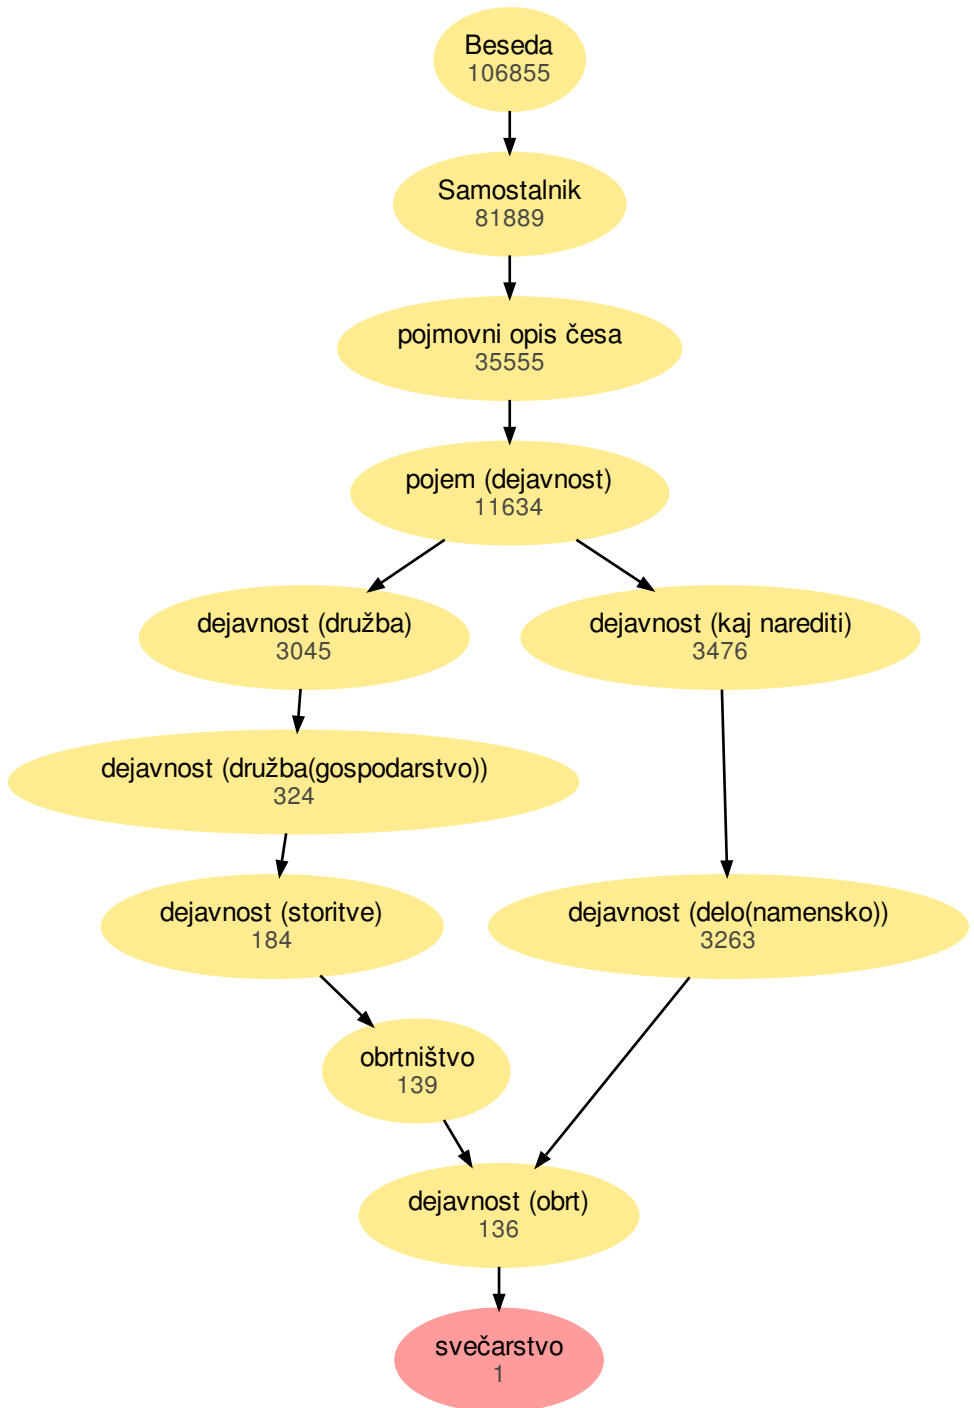 Beseda
106855
Samostalnik
81889
pojmovni opis česa
35555
pojem (dejavnost)
11634
dejavnost (družba)
3045
dejavnost (kaj narediti)
3476
dejavnost (družba(gospodarstvo))
324
dejavnost (storitve)
184
dejavnost (delo(namensko))
3263
obrtništvo
139
dejavnost (obrt)
136
svečarstvo
1